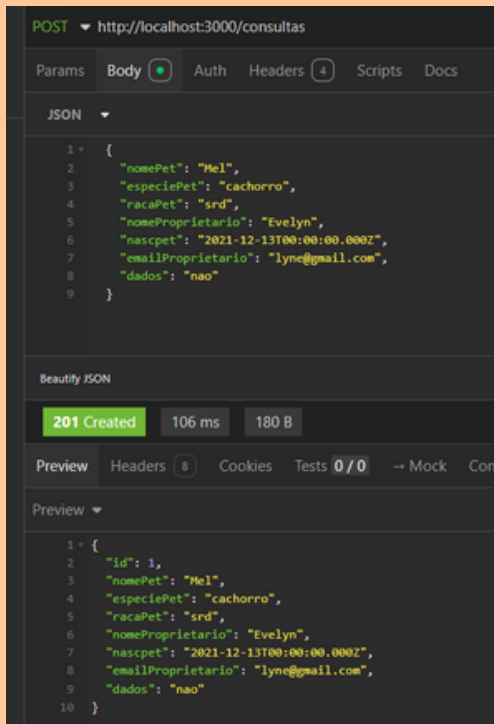 POST http://localhost:3000/consultas
Params Body Auth Headers 4 Scripts Docs
JSON
1 {
2 "nomePet": "Mel",
3 "especiePet": "cachorro",
4 "racaPet": "srd",
5 "nomeProprietario": "Evelyn",
6 "nascpet": "2021-12-13T00:00:00.000Z",
7 "emailProprietario": "lyne@gmail.com",
8 "dados": "nao"
9 }
Beautify JSON
201 Created 106 ms 180 B
Preview Headers 8 Cookies Tests 0 / 0 → Mock Con
Preview
1 {
2 "id": 1,
3 "nomePet": "Mel",
4 "especiePet": "cachorro",
5 "racaPet": "srd",
6 "nomeProprietario": "Evelyn",
7 "nascpet": "2021-12-13T00:00:00.000Z",
8 "emailProprietario": "lyne@gmail.com",
9 "dados": "nao"
10 }